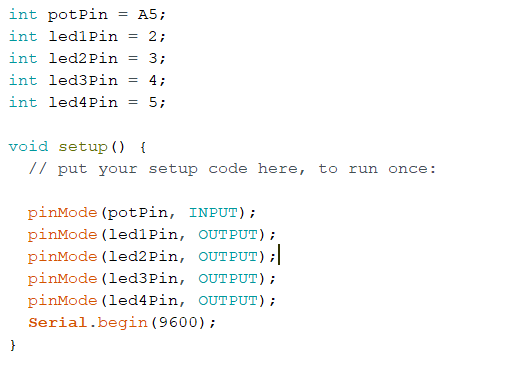 int potPin = A5;
int led1Pin = 2;
int led2Pin = 3;
int led3Pin = 4;
int led4Pin = 5;
void setup() {
// put your setup code here, to run once:
pinMode(potPin, INPUT);
pinMode(led1Pin, OUTPUT);
pinMode(led2Pin, OUTPUT);
pinMode(led3Pin, OUTPUT);
pinMode(led4Pin, OUTPUT);
Serial.begin(9600);
}